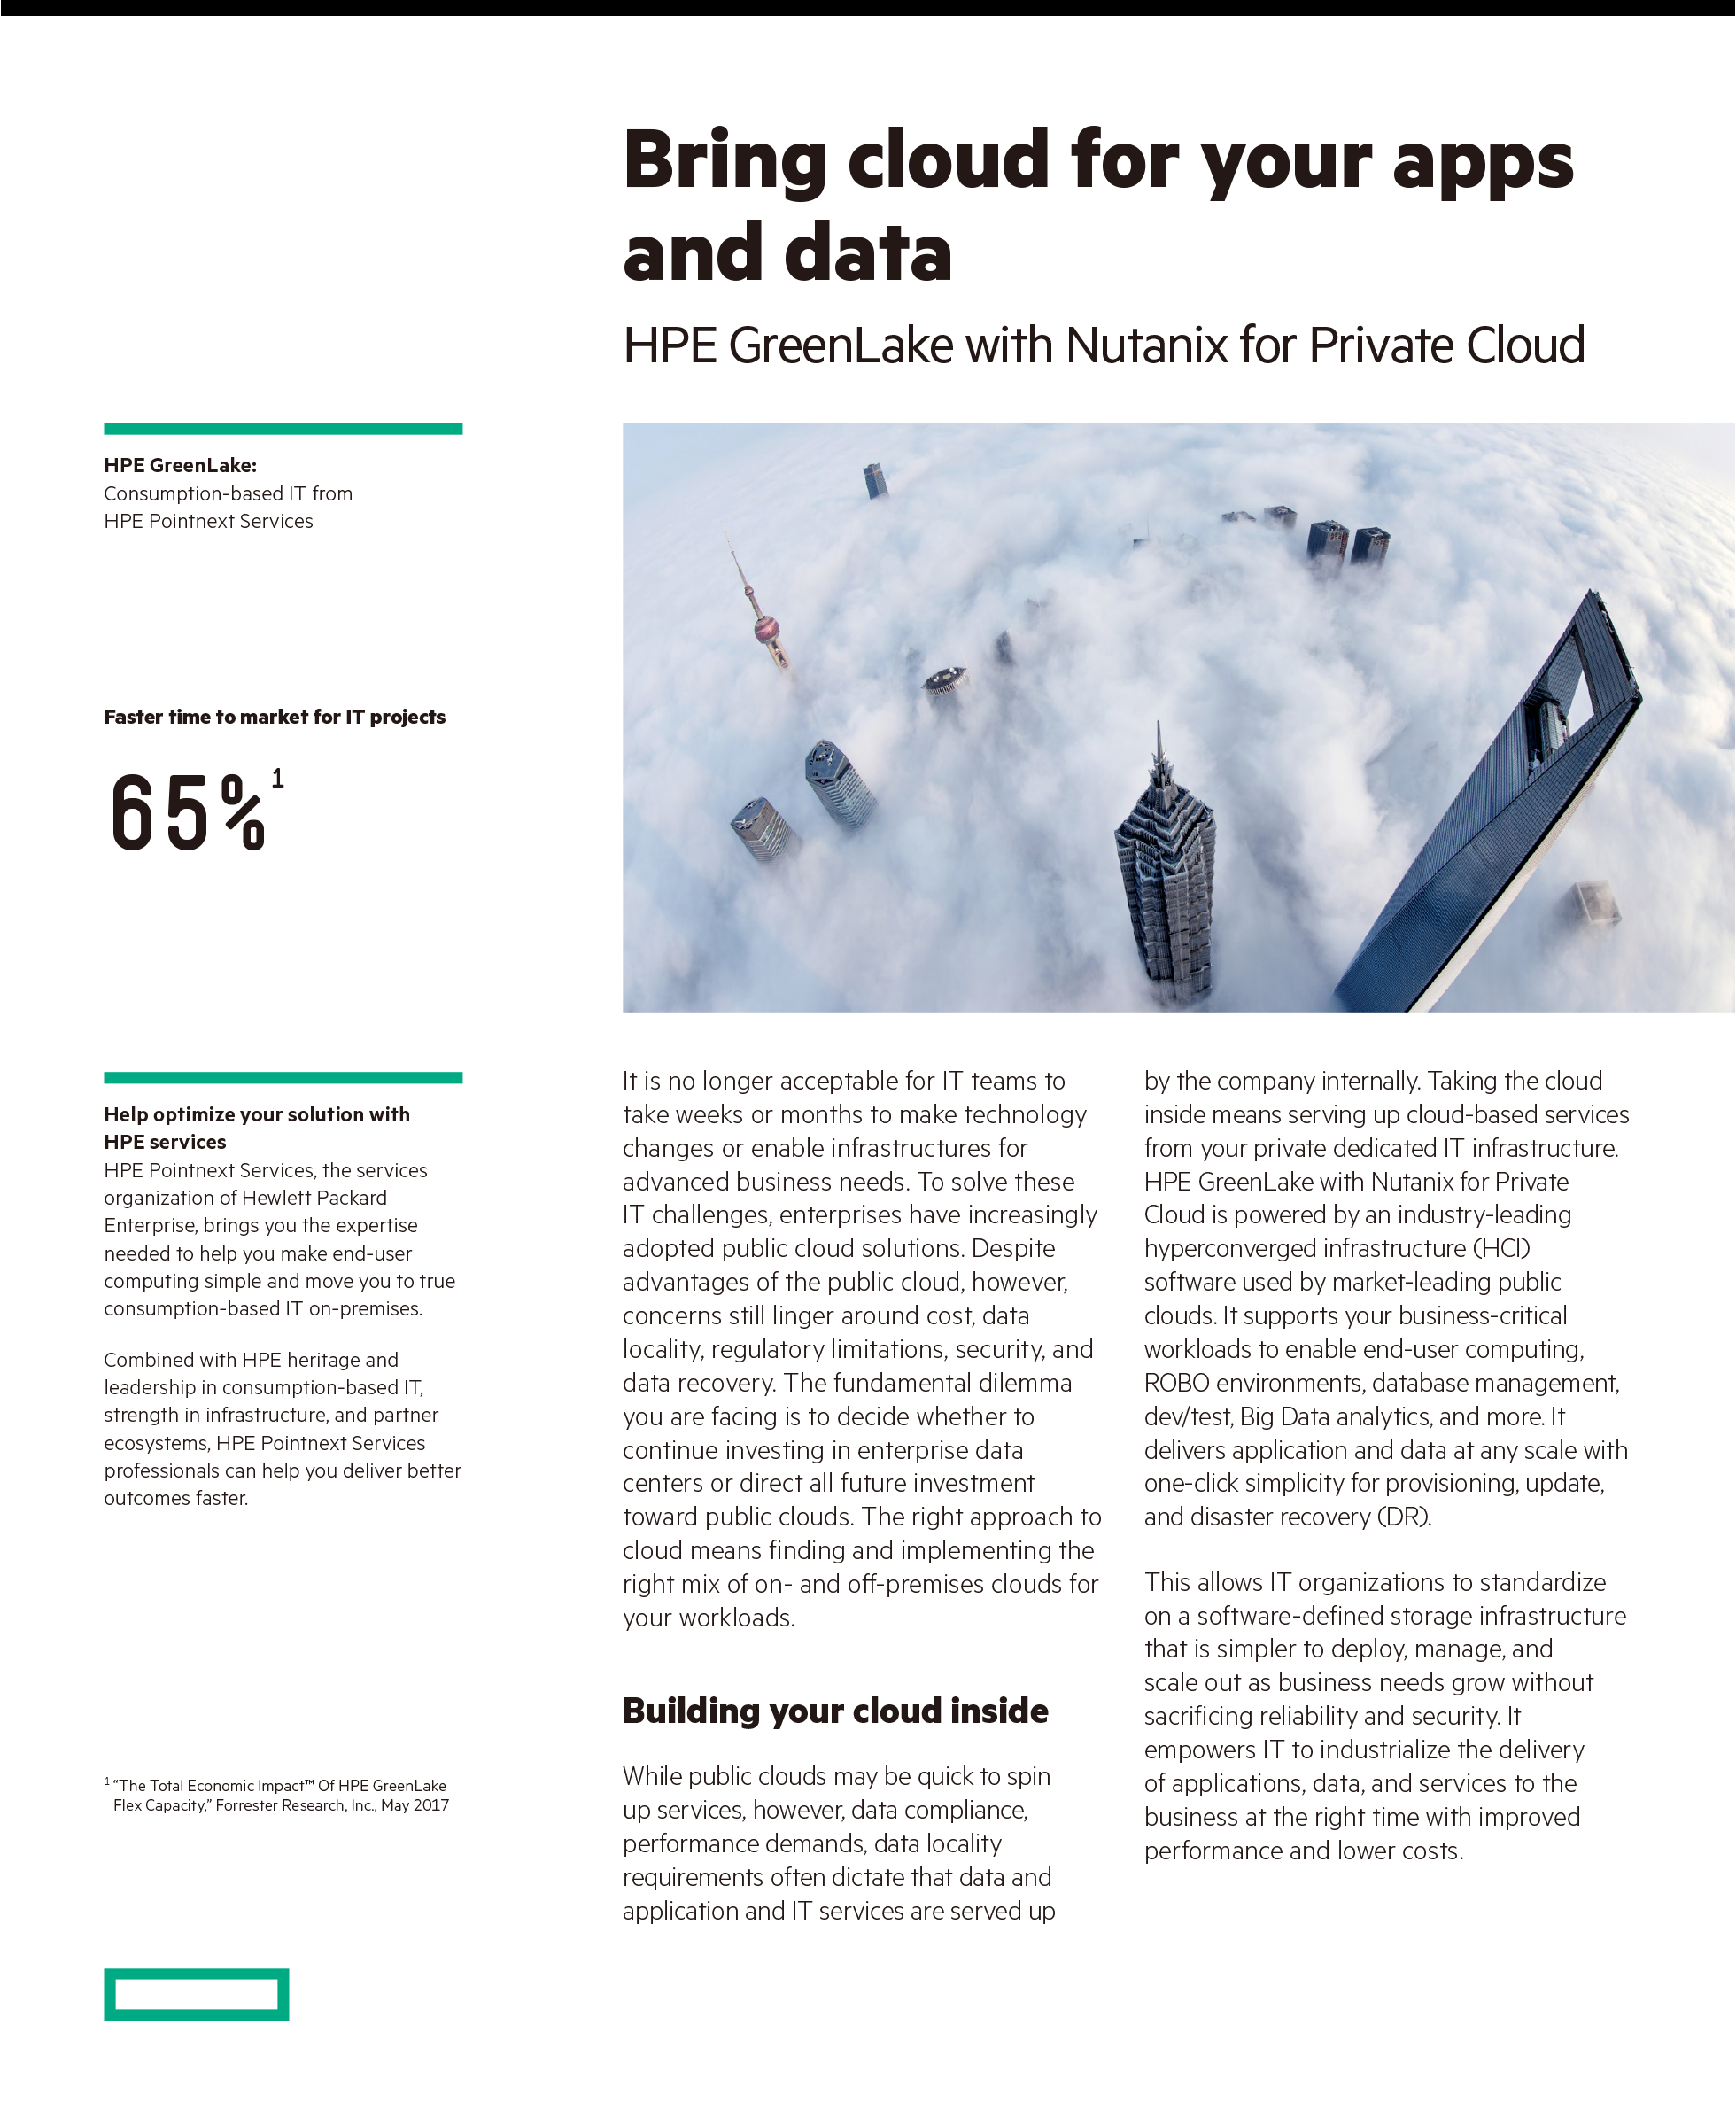 Bring cloud for your apps
and data
HPE GreenLake with Nutanix for Private Cloud
HPE GreenLake:
Consumption-based IT from
HPE Pointnext Services
Faster time to market for IT projects
65%1
Help optimize your solution with
HPE services
HPE Pointnext Services, the services
organization of Hewlett Packard
Enterprise, brings you the expertise
needed to help you make end-user
computing simple and move you to true
consumption-based IT on-premises.
Combined with HPE heritage and
leadership in consumption-based IT,
strength in infrastructure, and partner
ecosystems, HPE Pointnext Services
professionals can help you deliver better
outcomes faster.
1 “The Total Economic Impact™ Of HPE GreenLake
Flex Capacity,” Forrester Research, Inc., May 2017
It is no longer acceptable for IT teams to
take weeks or months to make technology
changes or enable infrastructures for
advanced business needs. To solve these
IT challenges, enterprises have increasingly
adopted public cloud solutions. Despite
advantages of the public cloud, however,
concerns still linger around cost, data
locality, regulatory limitations, security, and
data recovery. The fundamental dilemma
you are facing is to decide whether to
continue investing in enterprise data
centers or direct all future investment
toward public clouds. The right approach to
cloud means finding and implementing the
right mix of on- and off-premises clouds for
your workloads.
Building your cloud inside
While public clouds may be quick to spin
up services, however, data compliance,
performance demands, data locality
requirements often dictate that data and
application and IT services are served up
by the company internally. Taking the cloud
inside means serving up cloud-based services
from your private dedicated IT infrastructure.
HPE GreenLake with Nutanix for Private
Cloud is powered by an industry-leading
hyperconverged infrastructure (HCI)
software used by market-leading public
clouds. It supports your business-critical
workloads to enable end-user computing,
ROBO environments, database management,
dev/test, Big Data analytics, and more. It
delivers application and data at any scale with
one-click simplicity for provisioning, update,
and disaster recovery (DR).
This allows IT organizations to standardize
on a software-defined storage infrastructure
that is simpler to deploy, manage, and
scale out as business needs grow without
sacrificing reliability and security. It
empowers IT to industrialize the delivery
of applications, data, and services to the
business at the right time with improved
performance and lower costs.